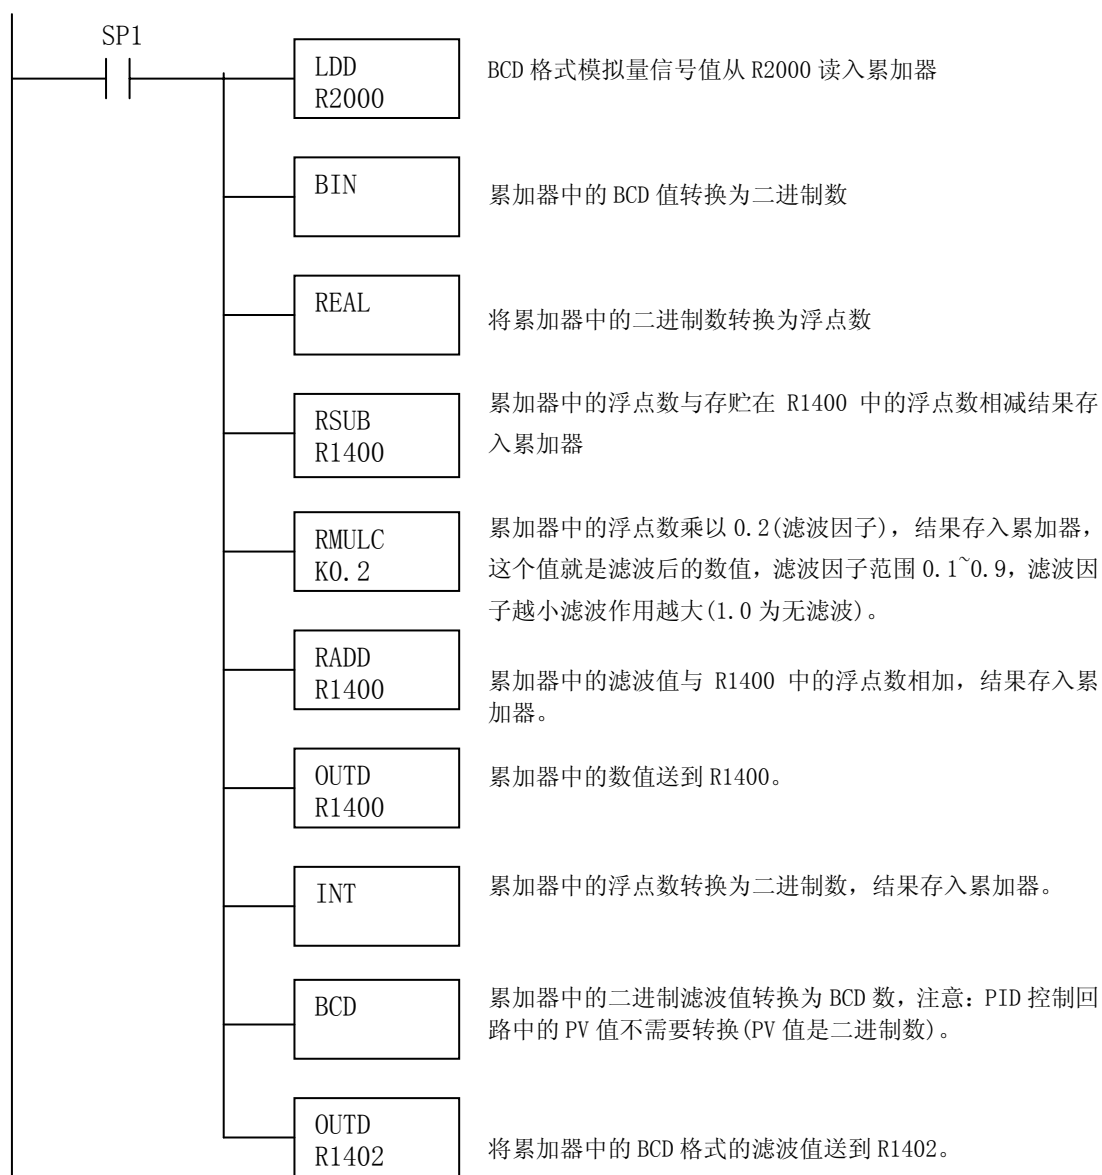 SP1
LDD
R2000
BCD 格式模拟量信号值从 R2000 读入累加器
BIN
累加器中的 BCD 值转换为二进制数
REAL
将累加器中的二进制数转换为浮点数
RSUB
R1400
累加器中的浮点数与存贮在 R1400 中的浮点数相减结果存
入累加器
RMULC
K0.2
累加器中的浮点数乘以 0.2(滤波因子)，结果存入累加器，
这个值就是滤波后的数值，滤波因子范围 0.1~0.9，滤波因
子越小滤波作用越大(1.0 为无滤波)。
RADD
R1400
累加器中的滤波值与 R1400 中的浮点数相加，结果存入累
加器。
OUTD
R1400
累加器中的数值送到 R1400。
INT
累加器中的浮点数转换为二进制数，结果存入累加器。
BCD
累加器中的二进制滤波值转换为 BCD 数，注意：PID 控制回
路中的 PV 值不需要转换(PV 值是二进制数)。
OUTD
R1402
将累加器中的 BCD 格式的滤波值送到 R1402。